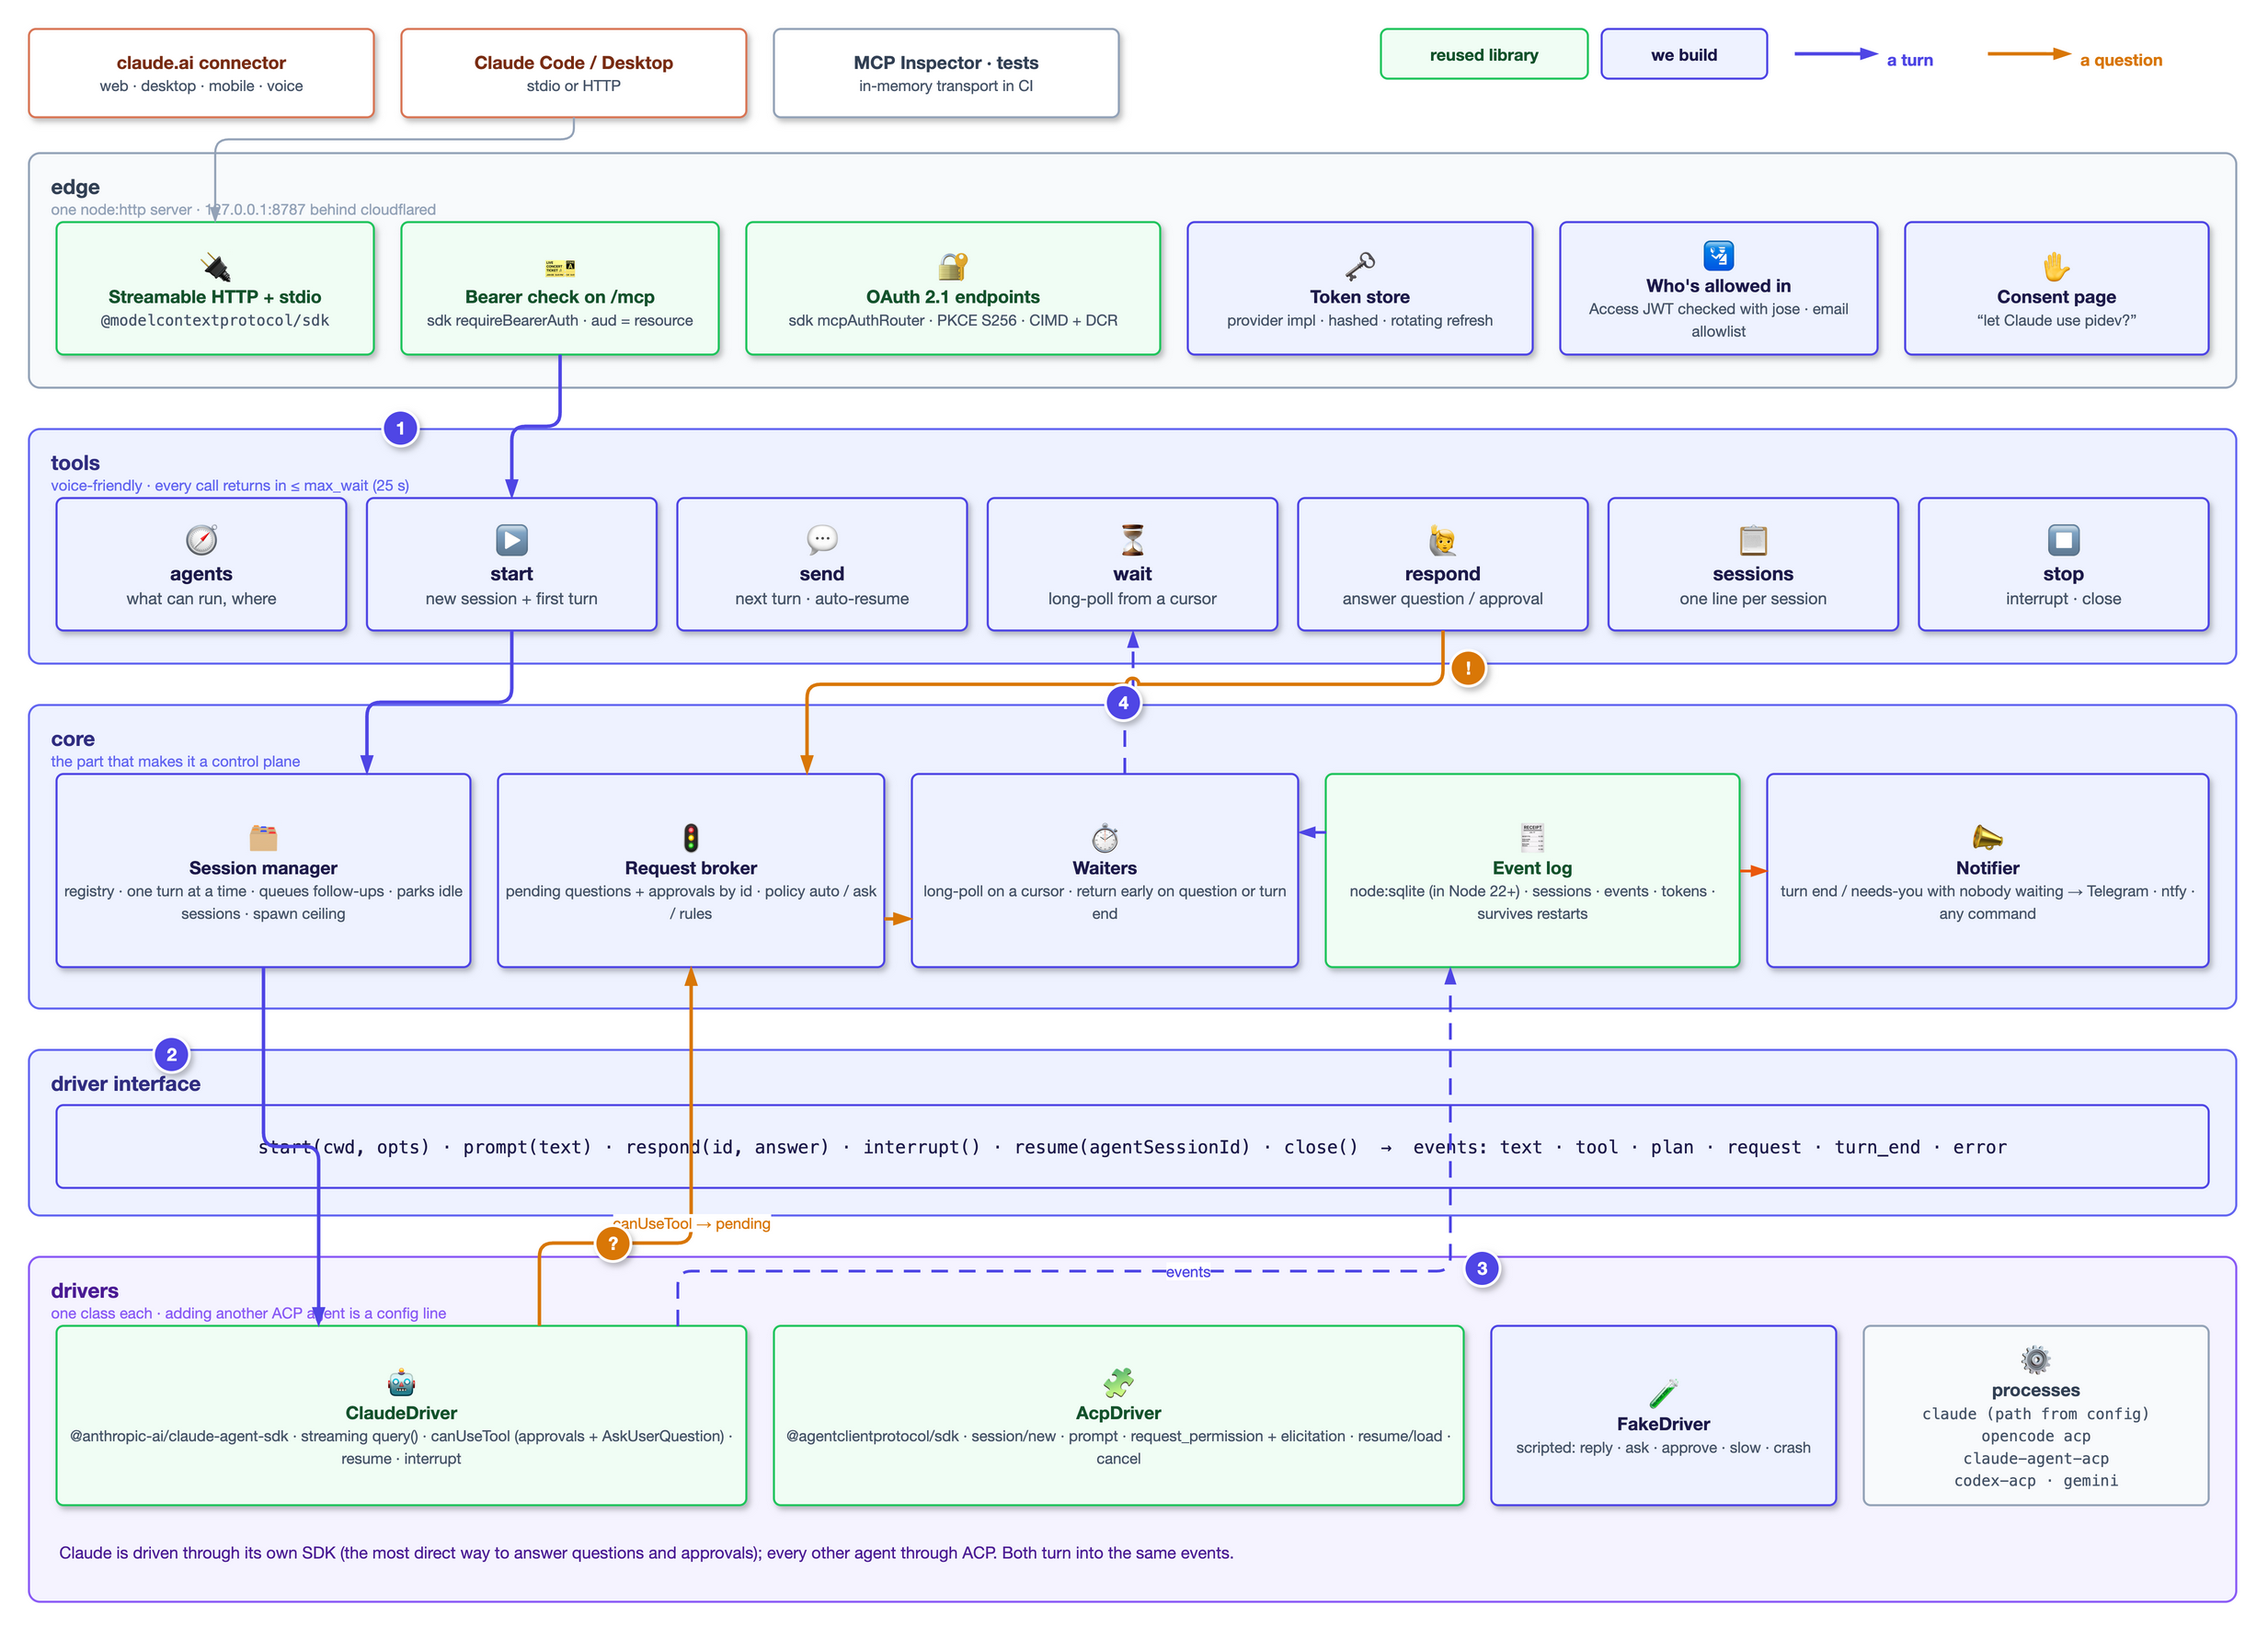 claude.ai connector
web · desktop · mobile · voice
Claude Code / Desktop
stdio or HTTP
MCP Inspector · tests
in-memory transport in CI
reused library
we build
a turn
a question
edge
one node:http server · 127.0.0.1:8787 behind cloudflared
Streamable HTTP + stdio
@modelcontextprotocol/sdk
Bearer check on /mcp
sdk requireBearerAuth · aud = resource
OAuth 2.1 endpoints
sdk mcpAuthRouter · PKCE S256 · CIMD + DCR
Token store
provider impl · hashed · rotating refresh
Who's allowed in
Access JWT checked with jose · email
allowlist
Consent page
“let Claude use pidev?”
1
tools
voice-friendly · every call returns in ≤ max_wait (25 s)
agents
what can run, where
start
new session + first turn
send
next turn · auto-resume
wait
long-poll from a cursor
respond
answer question / approval
sessions
one line per session
stop
interrupt · close
!
4
core
the part that makes it a control plane
Session manager
registry · one turn at a time · queues follow-ups · parks idle
sessions · spawn ceiling
Request broker
pending questions + approvals by id · policy auto / ask
/ rules
Waiters
long-poll on a cursor · return early on question or turn
end
Event log
node:sqlite (in Node 22+) · sessions · events · tokens ·
survives restarts
Notifier
turn end / needs-you with nobody waiting → Telegram · ntfy ·
any command
2
driver interface
start(cwd, opts) · prompt(text) · respond(id, answer) · interrupt() · resume(agentSessionId) · close() → events: text · tool · plan · request · turn_end · error
canUseTool → pending
?
events
3
drivers
one class each · adding another ACP agent is a config line
ClaudeDriver
@anthropic-ai/claude-agent-sdk · streaming query() · canUseTool (approvals + AskUserQuestion) ·
resume · interrupt
AcpDriver
@agentclientprotocol/sdk · session/new · prompt · request_permission + elicitation · resume/load ·
cancel
FakeDriver
scripted: reply · ask · approve · slow · crash
processes
claude (path from config)
opencode acp
claude-agent-acp
codex-acp · gemini
Claude is driven through its own SDK (the most direct way to answer questions and approvals); every other agent through ACP. Both turn into the same events.